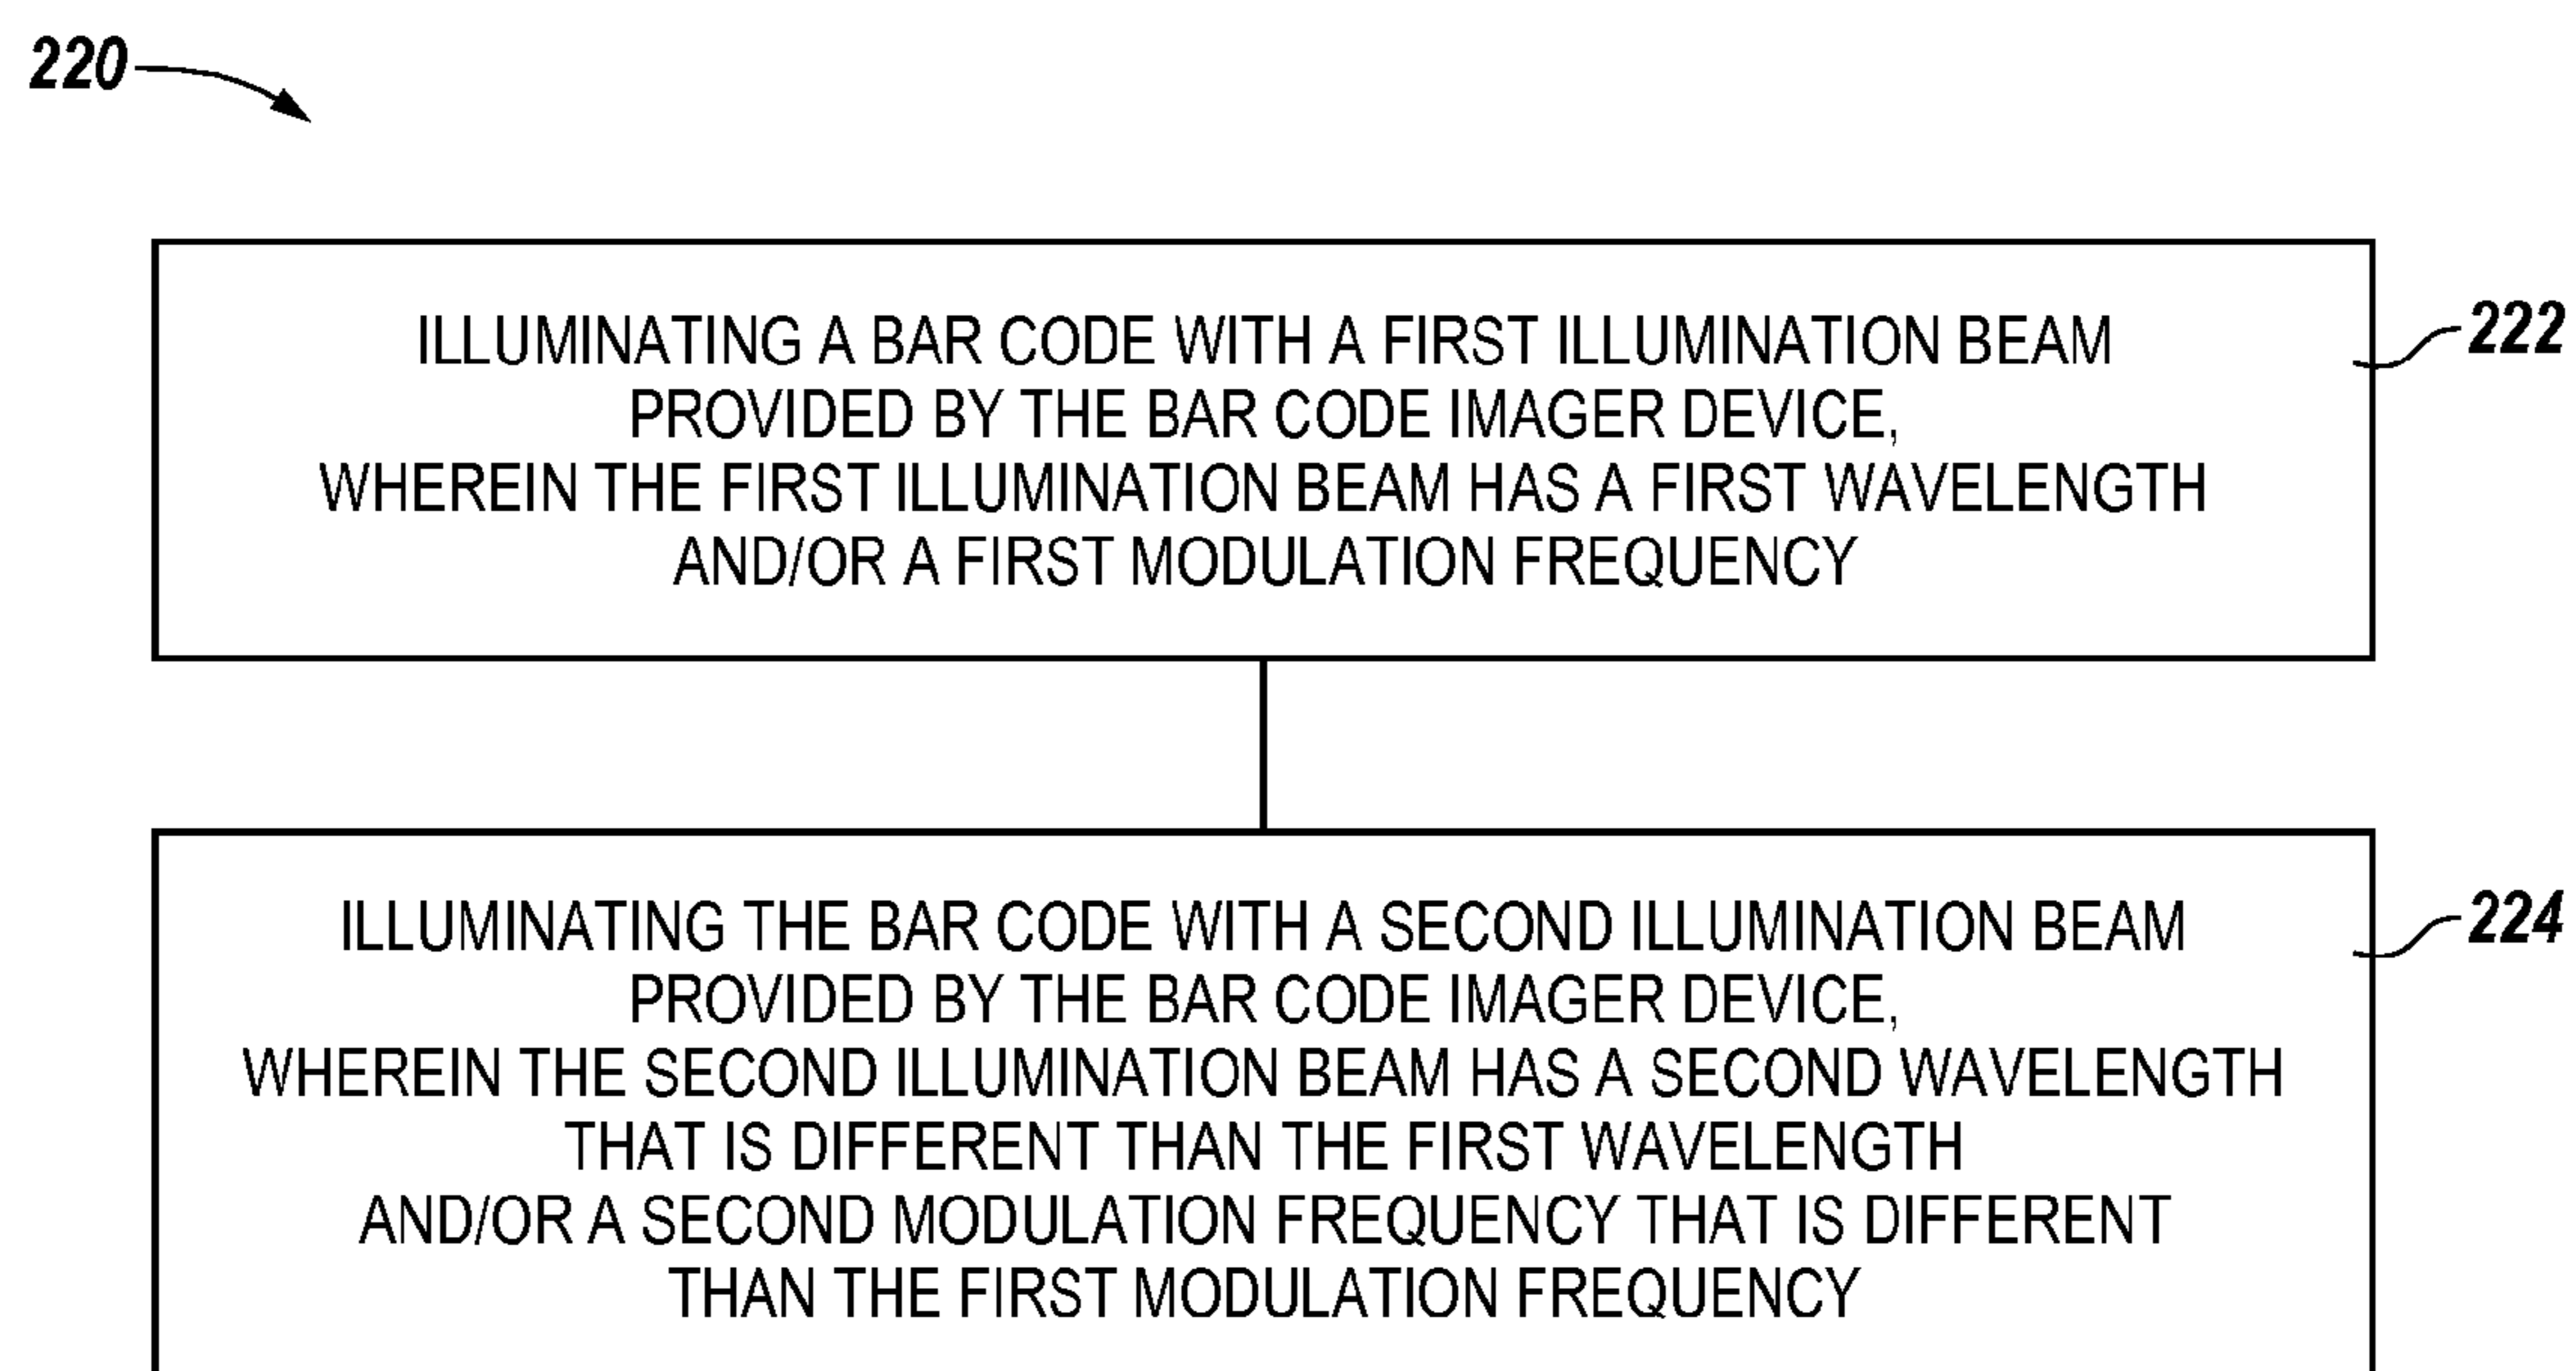 220
ILLUMINATING A BAR CODE WITH A FIRST ILLUMINATION BEAM
PROVIDED BY THE BAR CODE IMAGER DEVICE,
WHEREIN THE FIRST ILLUMINATION BEAM HAS A FIRST WAVELENGTH
AND/OR A FIRST MODULATION FREQUENCY
222
ILLUMINATING THE BAR CODE WITH A SECOND ILLUMINATION BEAM
PROVIDED BY THE BAR CODE IMAGER DEVICE,
WHEREIN THE SECOND ILLUMINATION BEAM HAS A SECOND WAVELENGTH
THAT IS DIFFERENT THAN THE FIRST WAVELENGTH
AND/OR A SECOND MODULATION FREQUENCY THAT IS DIFFERENT
THAN THE FIRST MODULATION FREQUENCY
224